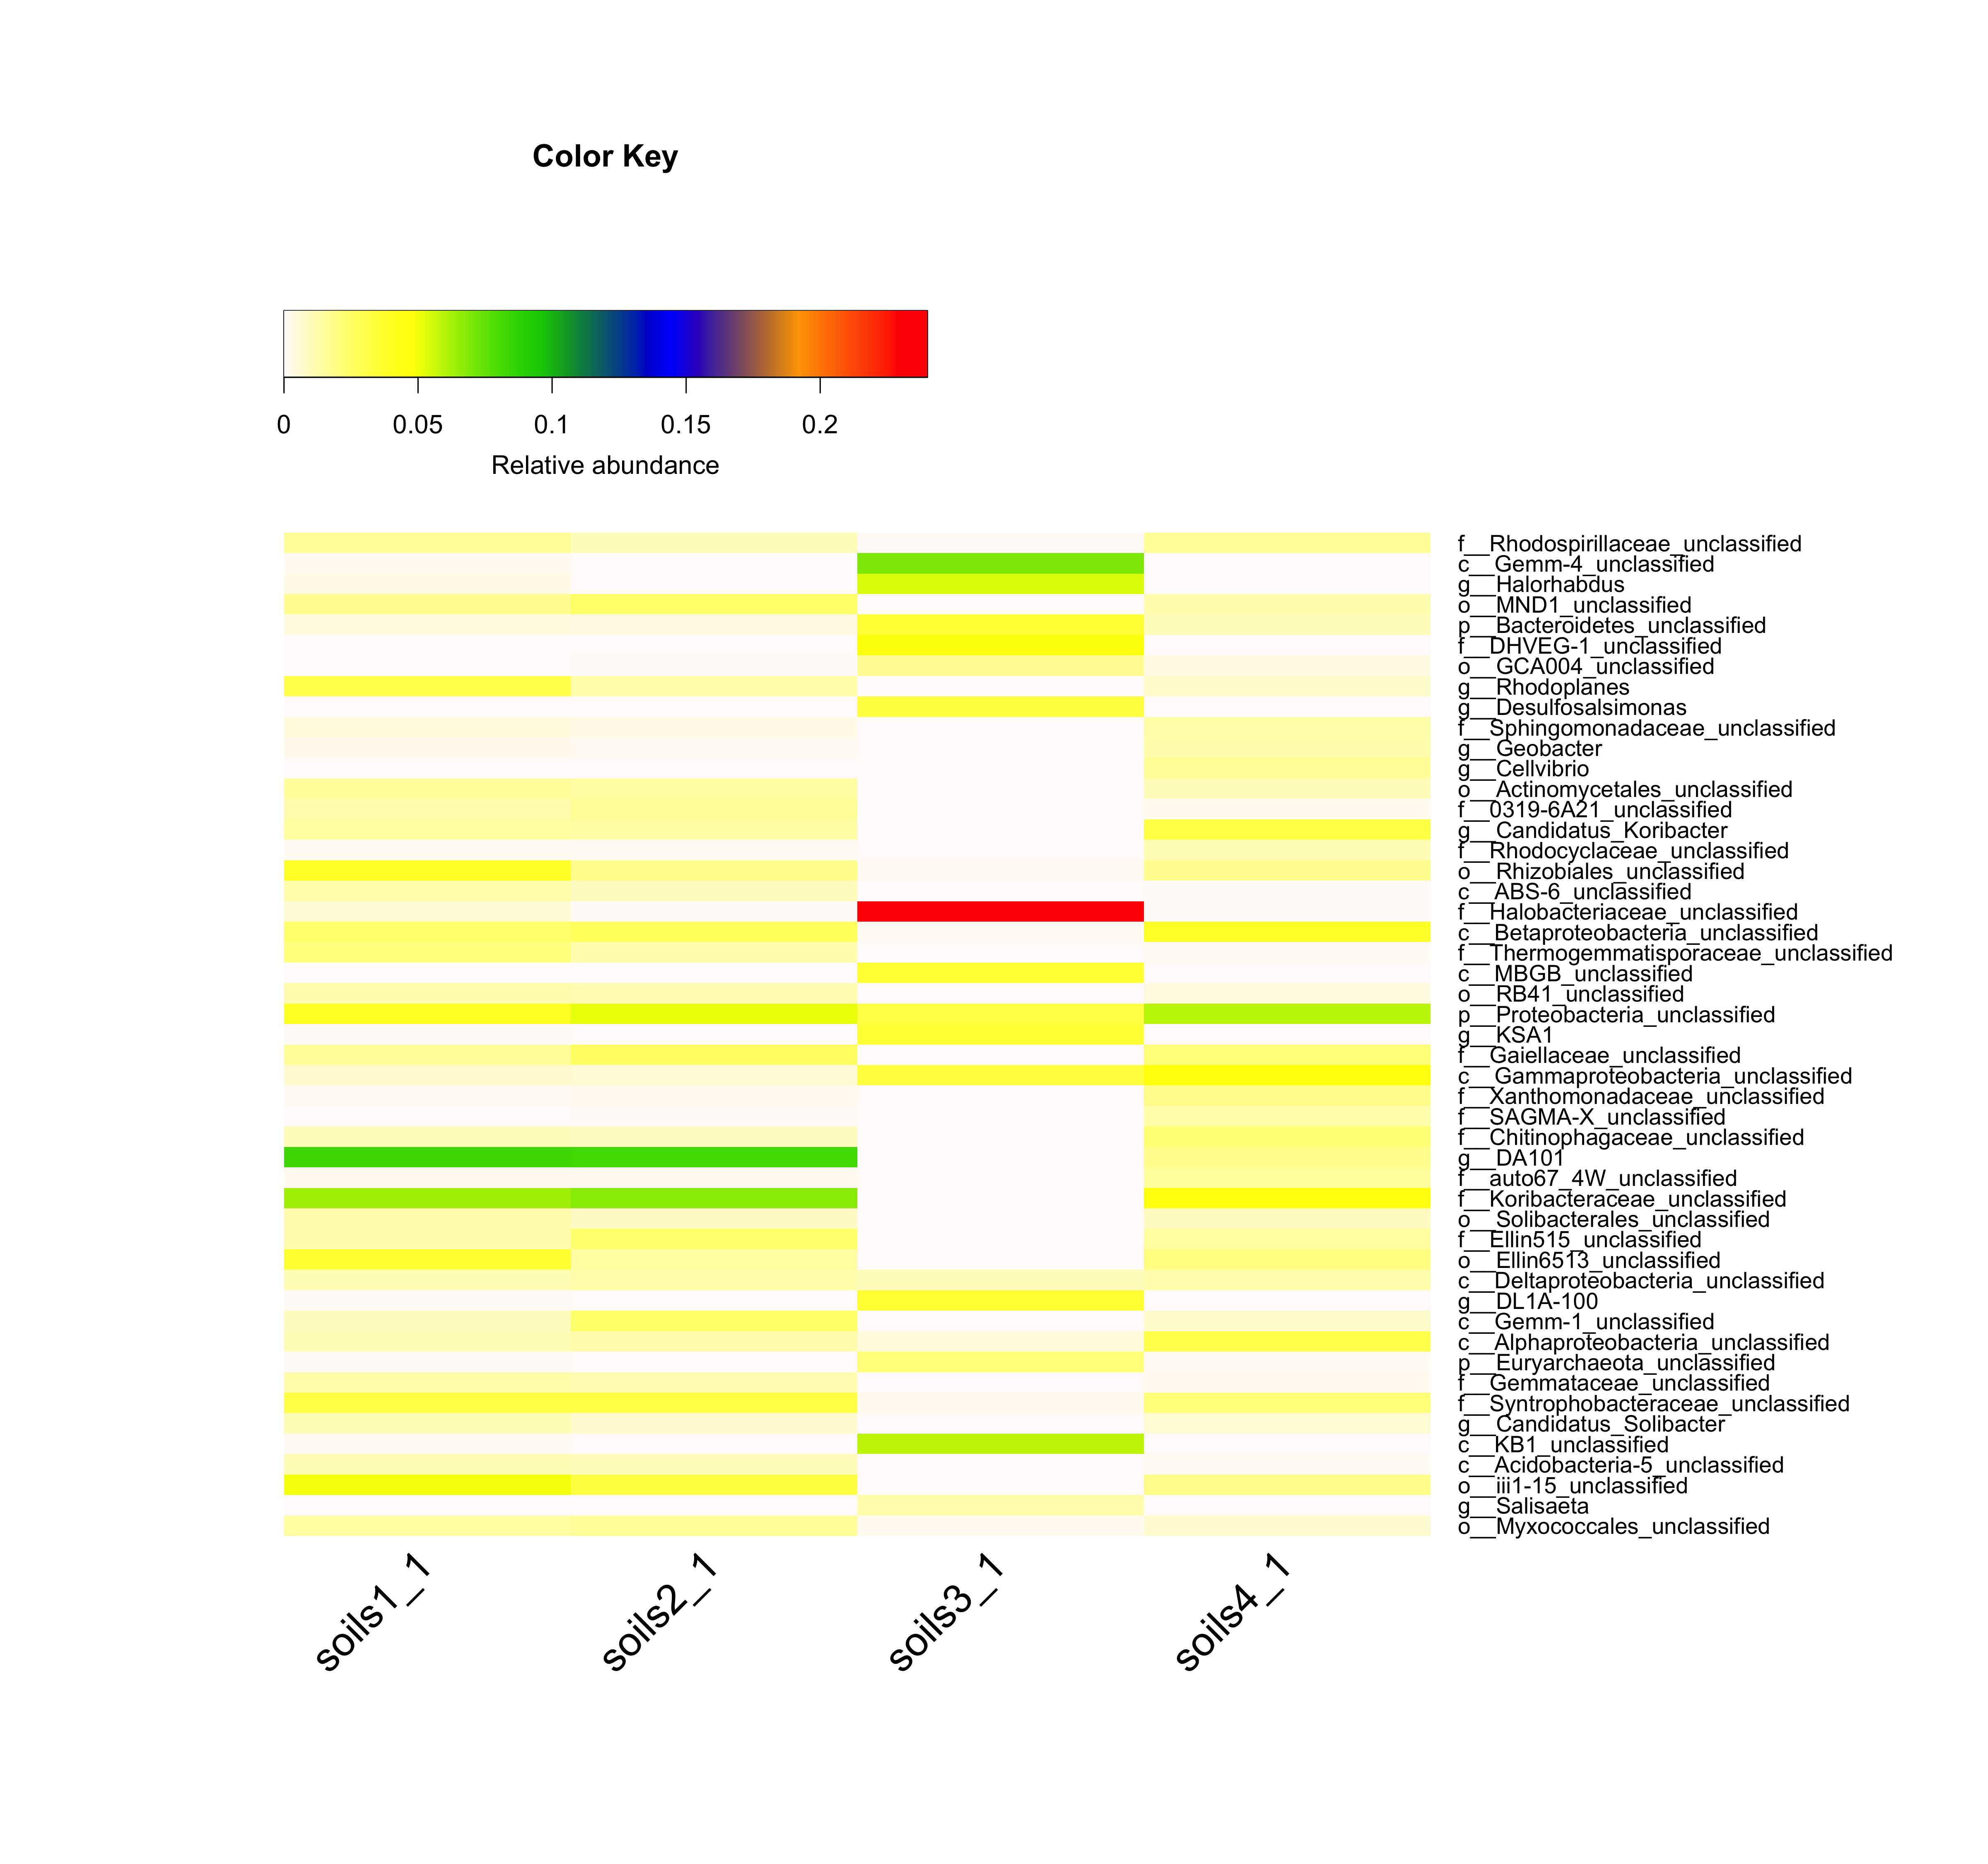 Color Key
0 0.05 0.1 0.15 0.2
Relative abundance
f__Rhodospirillaceae_unclassified
c__Gemm-4_unclassified
g__Halorhabdus
o__MND1_unclassified
p__Bacteroidetes_unclassified
f__DHVEG-1_unclassified
o__GCA004_unclassified
g__Rhodoplanes
g__Desulfosalsimonas
f__Sphingomonadaceae_unclassified
g__Geobacter
g__Cellvibrio
o__Actinomycetales_unclassified
f__0319-6A21_unclassified
g__Candidatus_Koribacter
f__Rhodocyclaceae_unclassified
o__Rhizobiales_unclassified
c__ABS-6_unclassified
f__Halobacteriaceae_unclassified
c__Betaproteobacteria_unclassified
f__Thermogemmatisporaceae_unclassified
c__MBGB_unclassified
o__RB41_unclassified
p__Proteobacteria_unclassified
g__KSA1
f__Gaiellaceae_unclassified
c__Gammaproteobacteria_unclassified
f__Xanthomonadaceae_unclassified
f__SAGMA-X_unclassified
f__Chitinophagaceae_unclassified
g__DA101
f__auto67_4W_unclassified
f__Koribacteraceae_unclassified
o__Solibacterales_unclassified
f__Ellin515_unclassified
o__Ellin6513_unclassified
c__Deltaproteobacteria_unclassified
g__DL1A-100
c__Gemm-1_unclassified
c__Alphaproteobacteria_unclassified
p__Euryarchaeota_unclassified
f__Gemmataceae_unclassified
f__Syntrophobacteraceae_unclassified
g__Candidatus_Solibacter
c__KB1_unclassified
c__Acidobacteria-5_unclassified
o__iii1-15_unclassified
g__Salisaeta
o__Myxococcales_unclassified
soils1_1 soils2_1 soils3_1 soils4_1